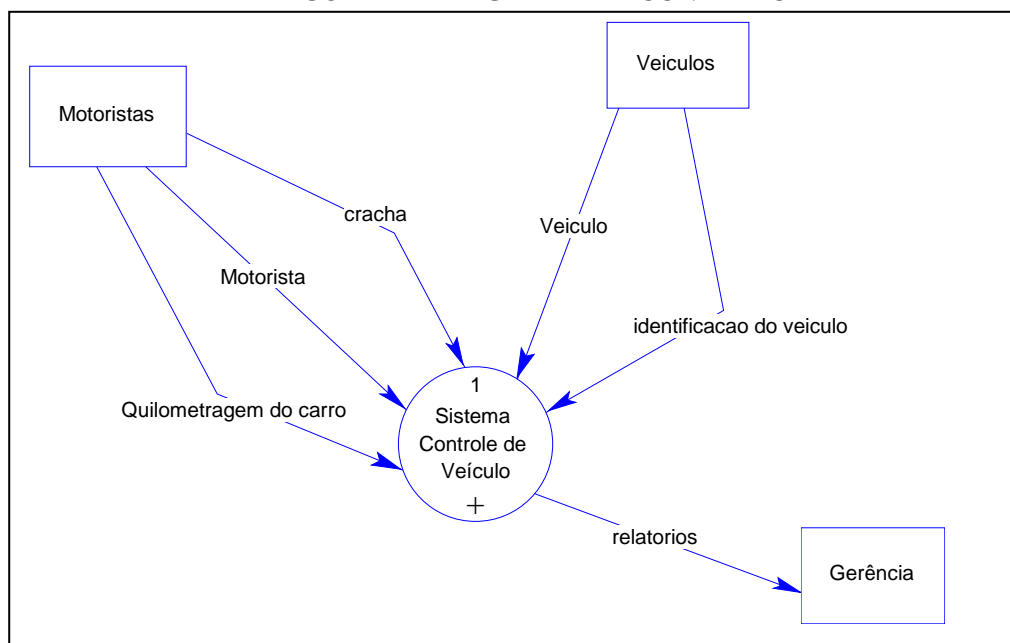 Veiculos
Motoristas
cracha
Veiculo
Motorista
identificacao do veiculo
Quilometragem do carro
1
Sistema
Controle de
Veículo
+
relatorios
Gerência